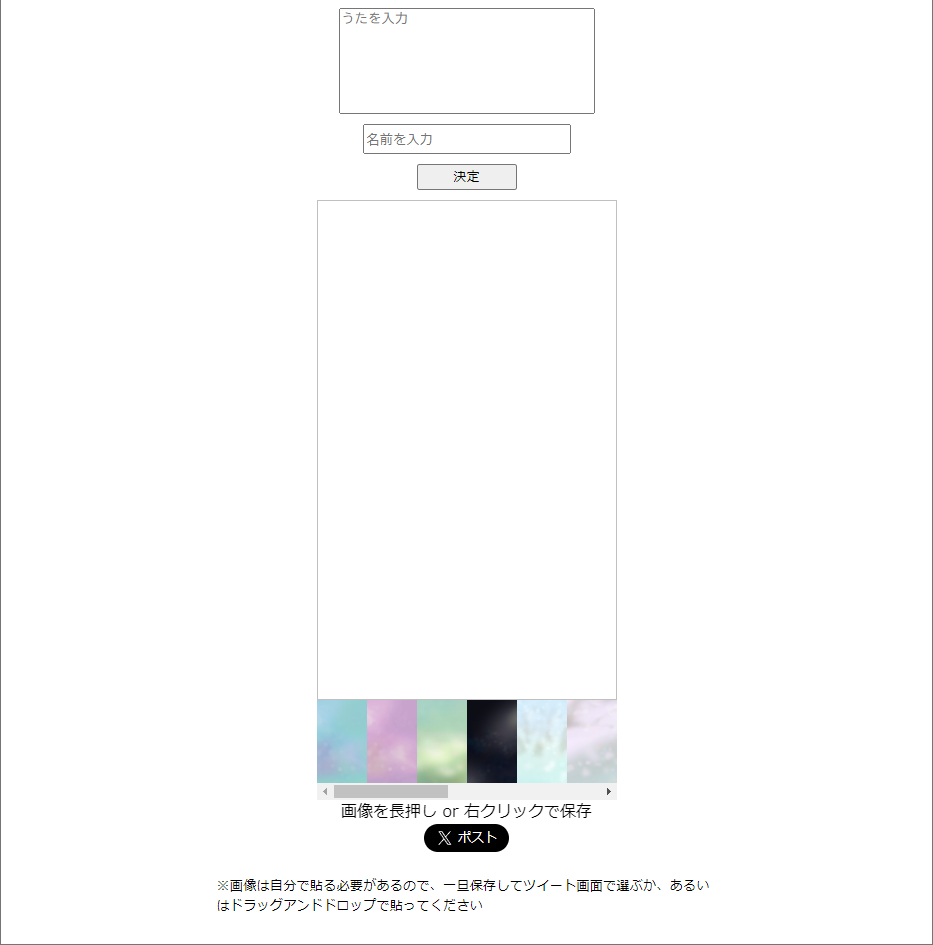 うたを入力
名前を入力
決定
画像を長押し or 右クリックで保存
ポスト
※画像は自分で貼る必要があるので、一旦保存してツイート画面で選ぶか、あるい
はドラッグアンドドロップで貼ってください